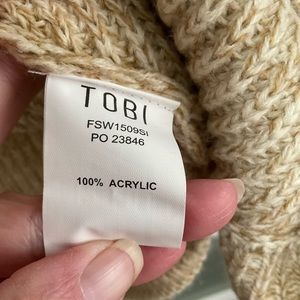 TOBI
FSW1509SI
PO 23846
100% ACRYLIC